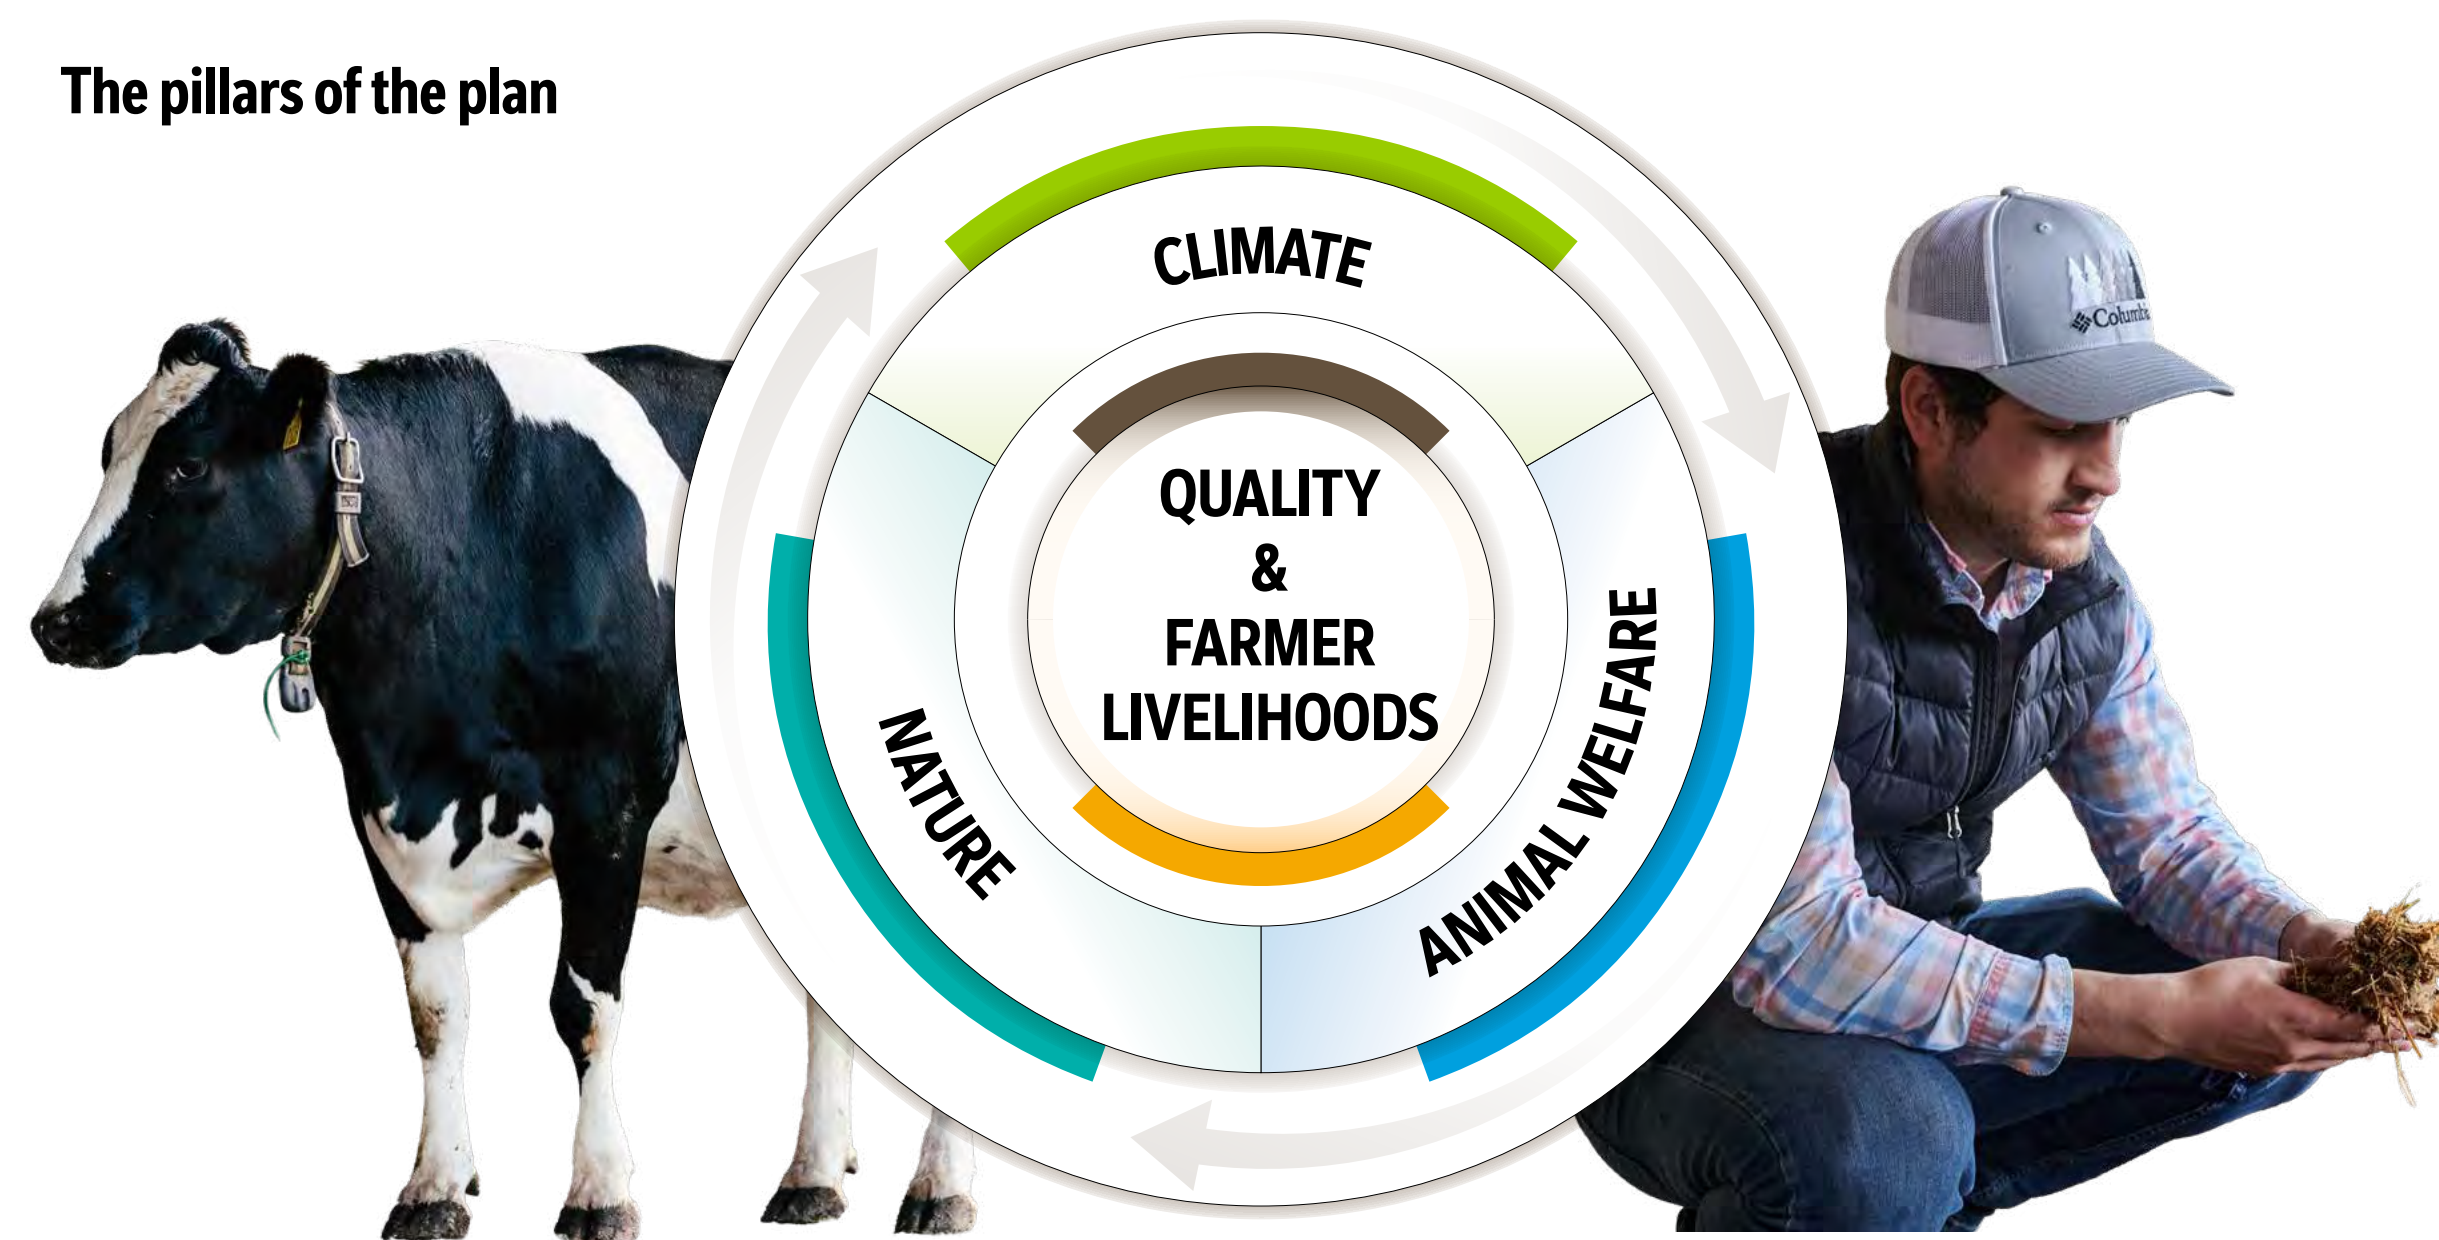 The pillars of the plan
CLIMATE
QUALITY
&
FARMER
LIVELIHOODS
NATURE
ANIMAL WELFARE